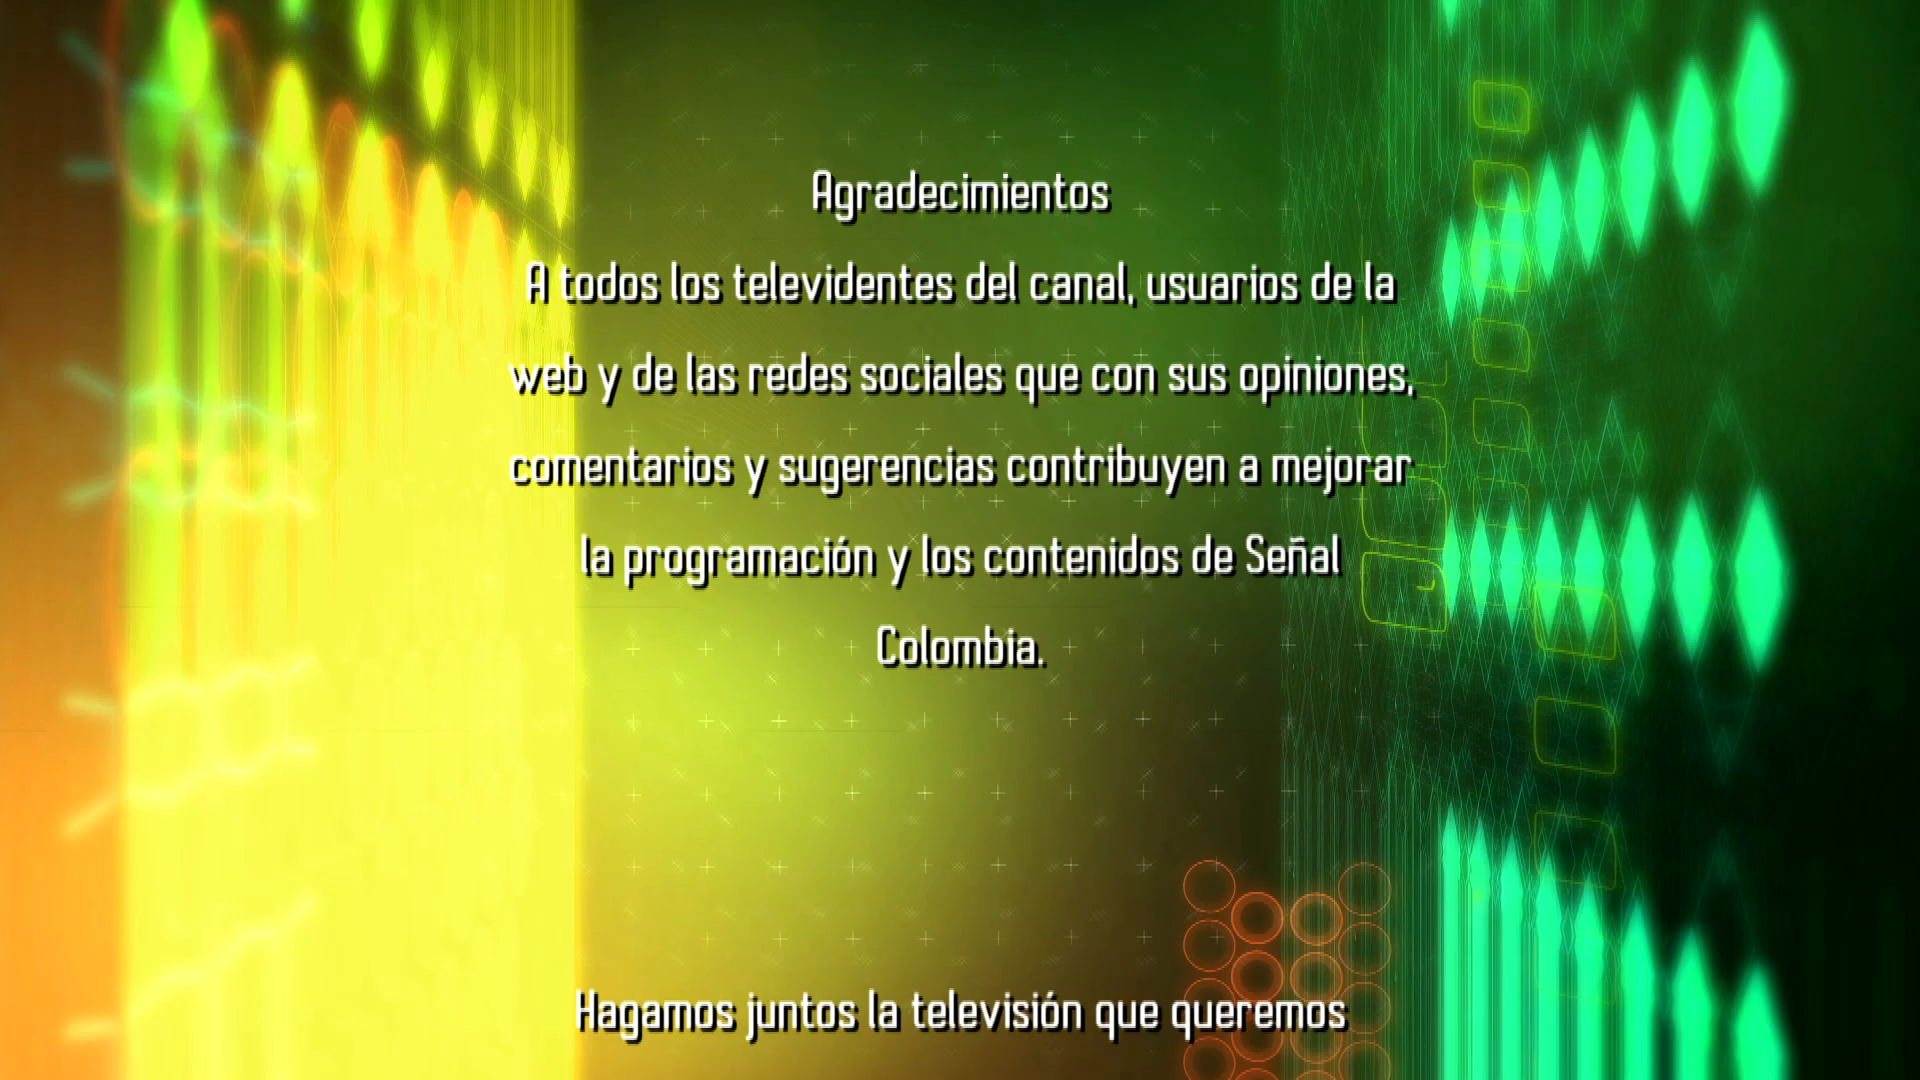 Agradecimientos
A todos los televidentes del canal, usuarios de la
web y de las redes sociales que con sus opiniones,
comentarios y sugerencias contribuyen a mejorar
la programación y los contenidos de Señal
Colombia.
Hagamos juntos la televisión que queremos